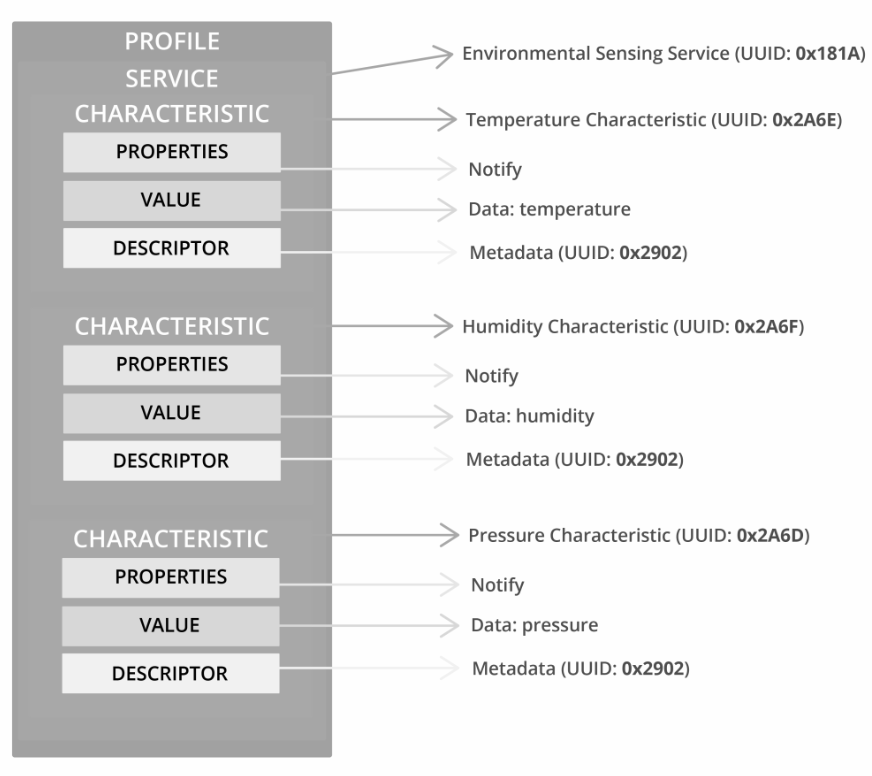 PROFILE
Environmental Sensing Service (UUID: 0x181A)
SERVICE
CHARACTERISTIC
Temperature Characteristic (UUID: 0x2A6E)
PROPERTIES
Notify
VALUE
Data: temperature
DESCRIPTOR
Metadata (UUID: 0x2902)
CHARACTERISTIC
Humidity Characteristic (UUID: 0x2A6F)
PROPERTIES
Notify
VALUE
Data: humidity
DESCRIPTOR
Metadata (UUID: 0x2902)
CHARACTERISTIC
Pressure Characteristic (UUID: 0x2A6D)
PROPERTIES
Notify
VALUE
Data: pressure
DESCRIPTOR
Metadata (UUID: 0x2902)